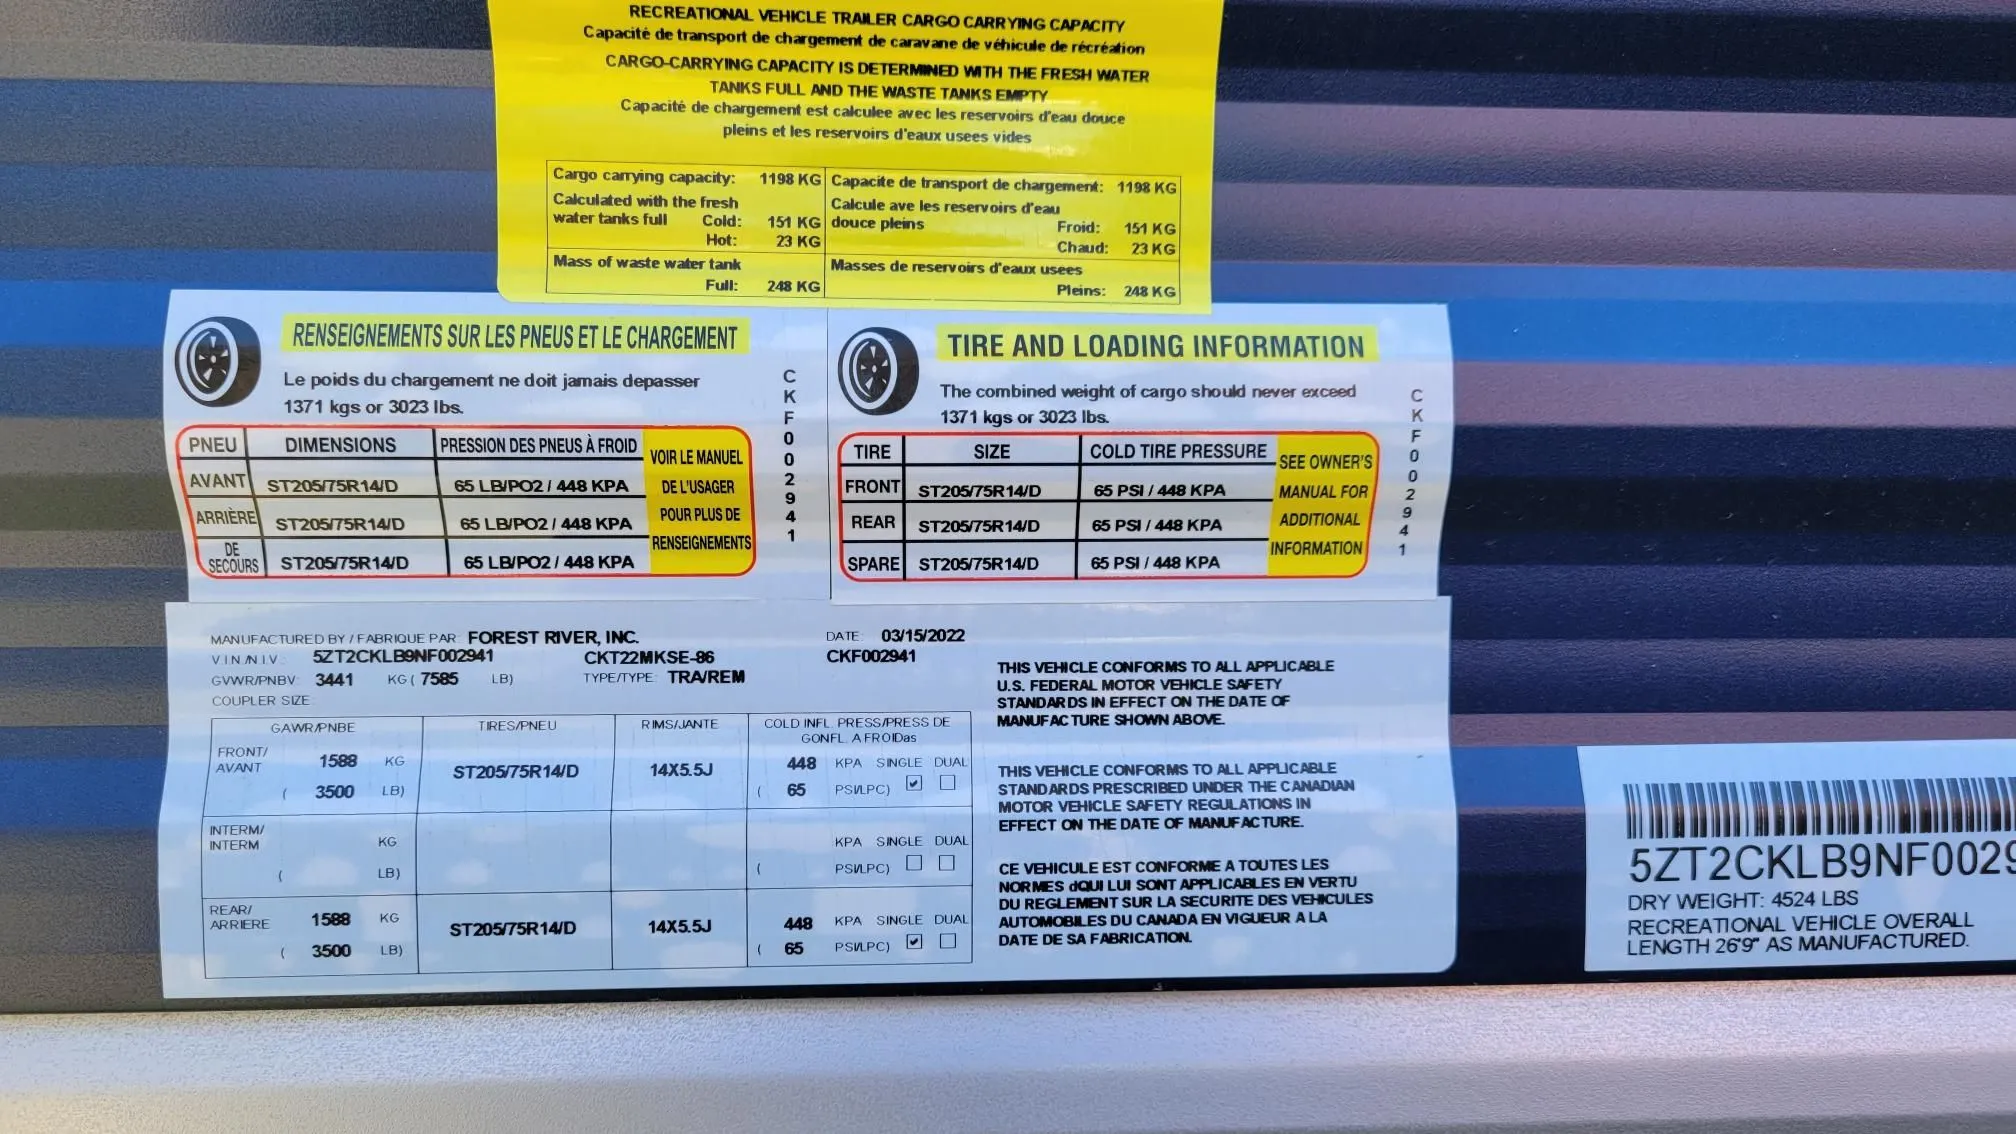 RECREATIONAL VEHICLE TRAILER CARGO CARRYING CAPACITY
Capacité de transport de chargement de caravane de véhicule de récréation
CARGO-CARRYING CAPACITY IS DETERMINED WITH THE FRESH WATER
TANKS FULL AND THE WASTE TANKS EMPTY
Capacité de chargement est calculee avec les reservoirs d'eau douce
pleins et les reservoirs d'eaux usees vides
Cargo carrying capacity: 1198 KG
Calculated with the fresh
water tanks full Cold: 151 KG
Hot: 23 KG
Mass of waste water tank
Full: 248 KG
Capacite de transport de chargement: 1198 KG
Calcule ave les reservoirs d'eau
douce pleins
Froid: 151 KG
Chaud: 23 KG
Masses de reservoirs d'eaux usees
Pleins: 248 KG
RENSEIGNEMENTS SUR LES PNEUS ET LE CHARGEMENT
Le poids du chargement ne doit jamais depasser
1371 kgs or 3023 lbs.
PNEU DIMENSIONS PRESSION DES PNEUS À FROID
AVANT ST205/75R14/D 65 LB/PO2 / 448 KPA
ARRIÈRE ST205/75R14/D 65 LB/PO2 / 448 KPA
DE SECOURS ST205/75R14/D 65 LB/PO2 / 448 KPA
VOIR LE MANUEL
DE L'USAGER
POUR PLUS DE
RENSEIGNEMENTS
CKF002941
TIRE AND LOADING INFORMATION
The combined weight of cargo should never exceed
1371 kgs or 3023 lbs.
TIRE SIZE COLD TIRE PRESSURE
FRONT ST205/75R14/D 65 PSI / 448 KPA
REAR ST205/75R14/D 65 PSI / 448 KPA
SPARE ST205/75R14/D 65 PSI / 448 KPA
SEE OWNER'S
MANUAL FOR
ADDITIONAL
INFORMATION
CKF002941
MANUFACTURED BY / FABRIQUE PAR: FOREST RIVER, INC. DATE: 03/15/2022
V.I.N./N.I.V.: 5ZT2CKLB9NF002941 CKT22MKSE-86 CKF002941
GVWR/PNBV: 3441 KG ( 7585 LB) TYPE/TYPE: TRA/REM
COUPLER SIZE:
GAWR/PNBE TIRES/PNEU RIMS/JANTE COLD INFL. PRESS/PRESS DE
GONFL. A FROIDas
FRONT/
AVANT 1588 KG ST205/75R14/D 14X5.5J 448 KPA SINGLE DUAL
( 3500 LB) ( 65 PSI/LPC)
INTERM/
INTERM KG KPA SINGLE DUAL
( LB) ( PSI/LPC)
REAR/
ARRIERE 1588 KG ST205/75R14/D 14X5.5J 448 KPA SINGLE DUAL
( 3500 LB) ( 65 PSI/LPC)
THIS VEHICLE CONFORMS TO ALL APPLICABLE
U.S. FEDERAL MOTOR VEHICLE SAFETY
STANDARDS IN EFFECT ON THE DATE OF
MANUFACTURE SHOWN ABOVE.
THIS VEHICLE CONFORMS TO ALL APPLICABLE
STANDARDS PRESCRIBED UNDER THE CANADIAN
MOTOR VEHICLE SAFETY REGULATIONS IN
EFFECT ON THE DATE OF MANUFACTURE.
CE VEHICULE EST CONFORME A TOUTES LES
NORMES dQUI LUI SONT APPLICABLES EN VERTU
DU REGLEMENT SUR LA SECURITE DES VEHICULES
AUTOMOBILES DU CANADA EN VIGUEUR A LA
DATE DE SA FABRICATION.
5ZT2CKLB9NF0029
DRY WEIGHT: 4524 LBS
RECREATIONAL VEHICLE OVERALL
LENGTH 26'9" AS MANUFACTURED.